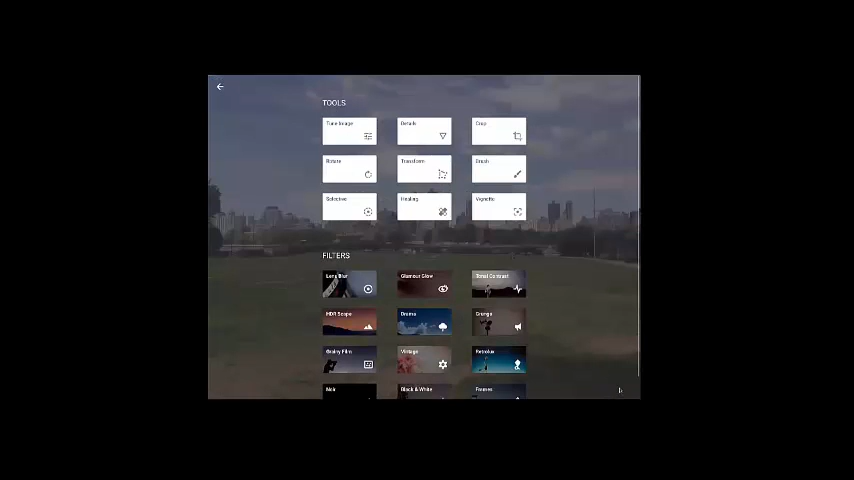 TOOLS
Tune Image Details Crop
Rotate Transform Brush
Selective Healing Vignette
FILTERS
Lens Blur Glamour Glow Tonal Contrast
HDR Scape Drama Grunge
Grainy Film Vintage Retrolux
Noir Black & White Frames